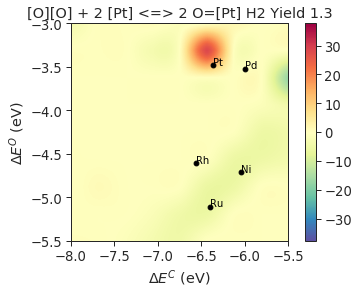 [O][O] + 2 [Pt] <=> 2 O=[Pt] H2 Yield 1.3
−3.0
−3.5
−4.0
−4.5
−5.0
−5.5
ΔE^O (eV)
Pt
Pd
Rh
Ni
Ru
−8.0 −7.5 −7.0 −6.5 −6.0 −5.5
ΔE^C (eV)
30
20
10
0
−10
−20
−30